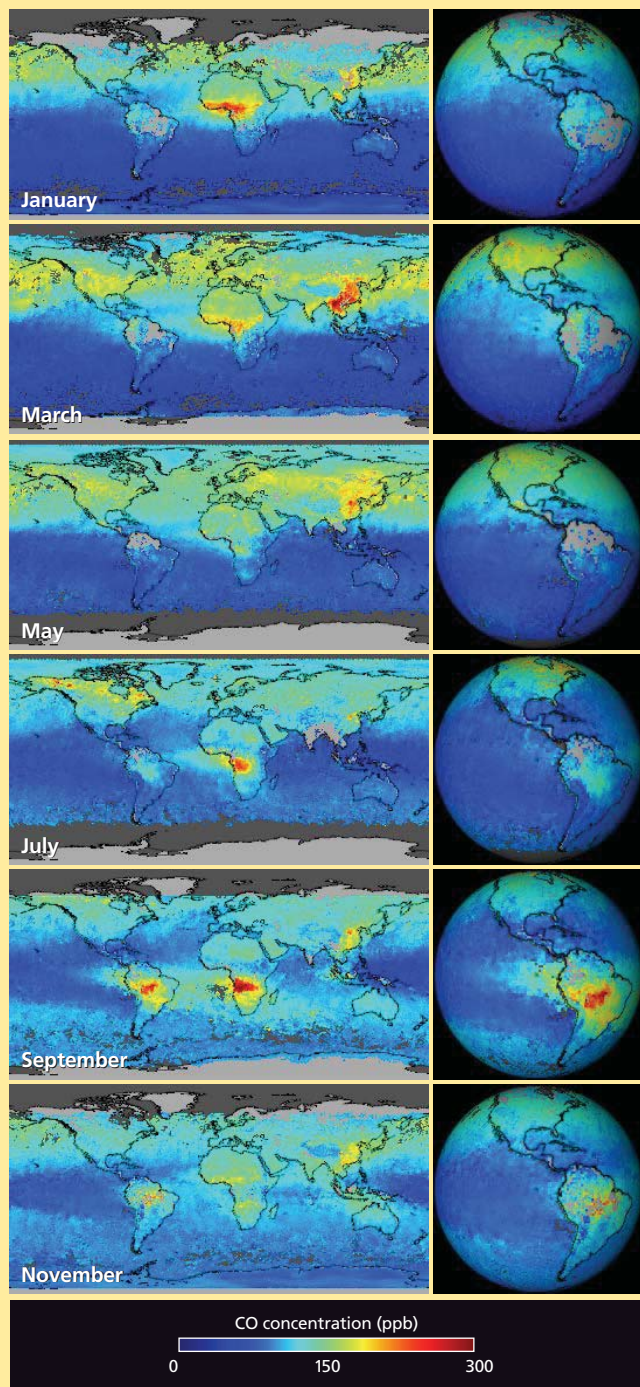 January
March
May
July
September
November
CO concentration (ppb)
0 150 300